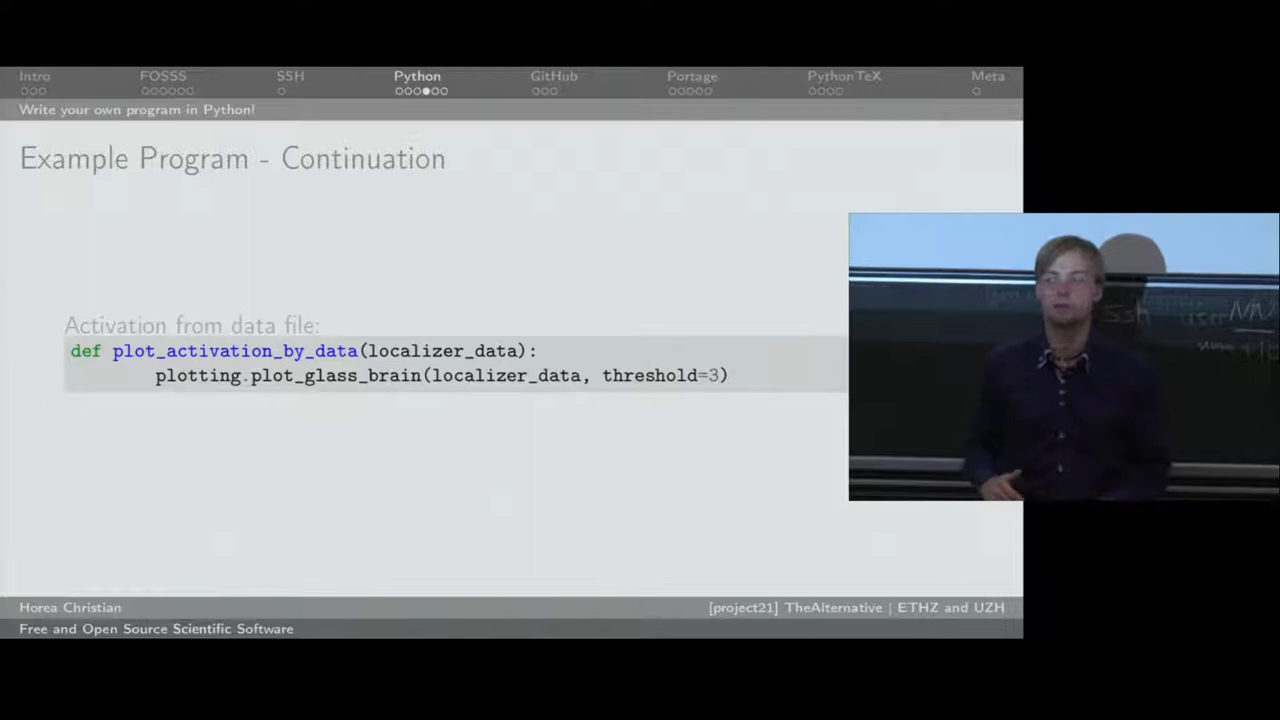 Intro FOSSS SSH Python GitHub Portage PythonTeX Meta
Write your own program in Python!
Example Program - Continuation
Activation from data file:
def plot_activation_by_data(localizer_data):
plotting.plot_glass_brain(localizer_data, threshold=3)
Horea Christian [project21] TheAlternative | ETHZ and UZH
Free and Open Source Scientific Software